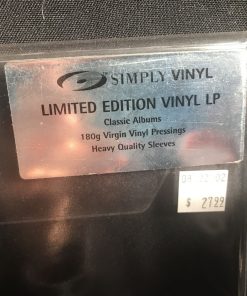 SIMPLY VINYL
LIMITED EDITION VINYL LP
Classic Albums
180g Virgin Vinyl Pressings
Heavy Quality Sleeves
$ 27.99